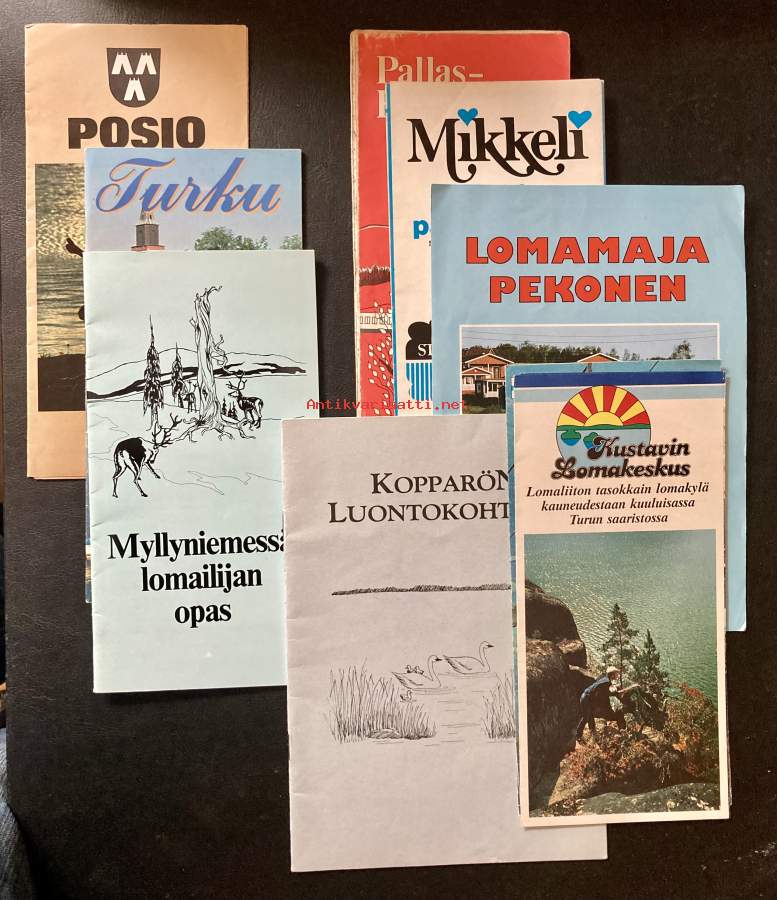 POSIO
Turku
Pallas-
Mikkeli
LOMAMAJA
PEKONEN
Antikvariaatti.net
Myllyniemessä
lomailijan
opas
KOPPARÖN
LUONTOKOHT
Kustavin
Lomakeskus
Lomaliiton tasokkain lomakylä
kauneudestaan kuuluisassa
Turun saaristossa